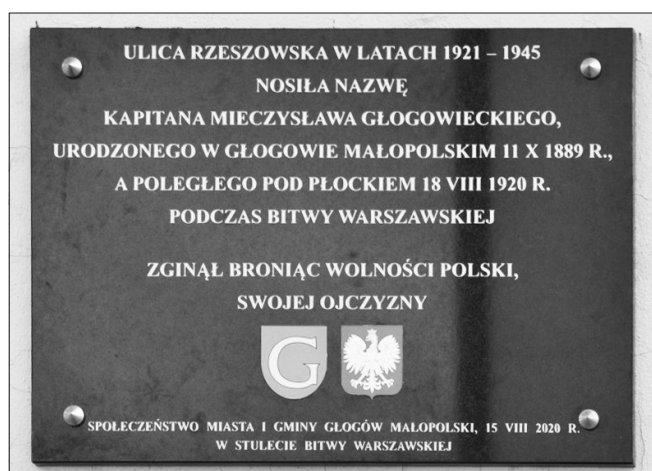 ULICA RZESZOWSKA W LATACH 1921 – 1945
NOSIŁA NAZWĘ
KAPITANA MIECZYSŁAWA GŁOGOWIECKIEGO,
URODZONEGO W GŁOGOWIE MAŁOPOLSKIM 11 X 1889 R.,
A POLEGŁEGO POD PŁOCKIEM 18 VIII 1920 R.
PODCZAS BITWY WARSZAWSKIEJ
ZGINĄŁ BRONIĄC WOLNOŚCI POLSKI,
SWOJEJ OJCZYZNY
G
SPOŁECZEŃSTWO MIASTA I GMINY GŁOGÓW MAŁOPOLSKI, 15 VIII 2020 R.
W STULECIE BITWY WARSZAWSKIEJ